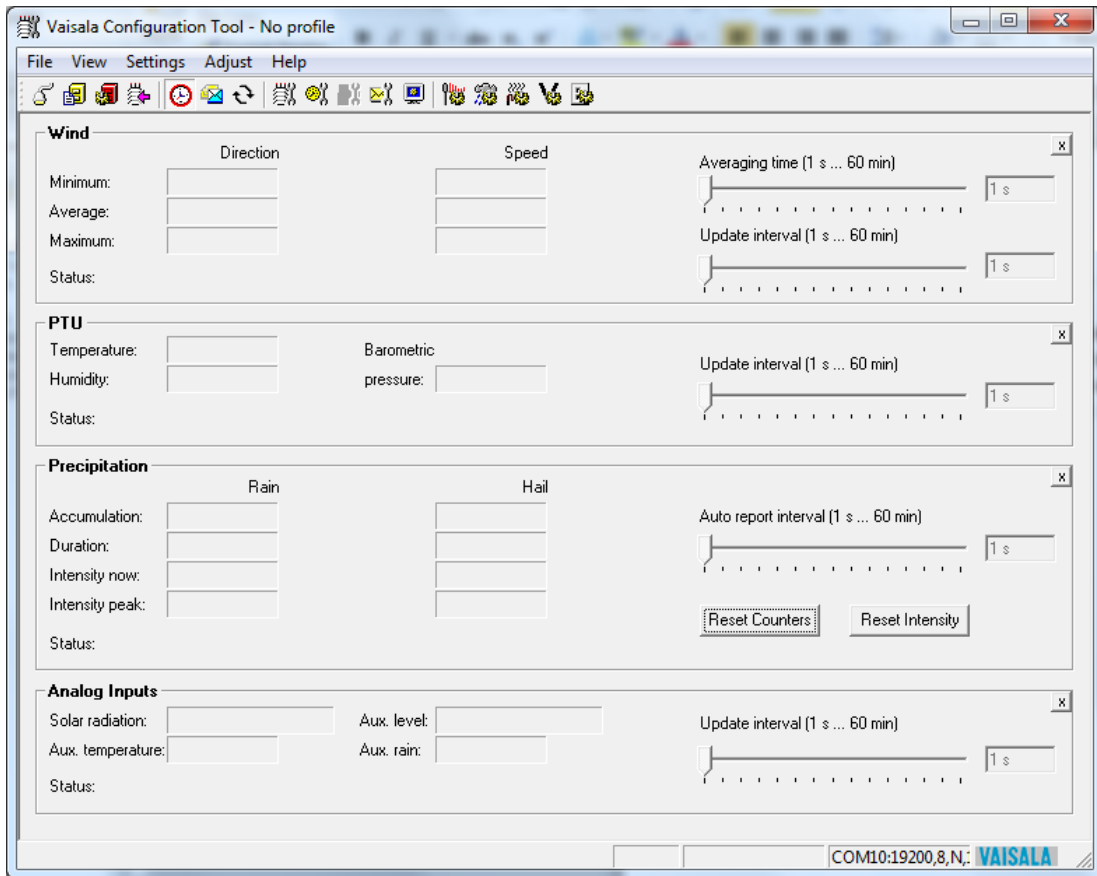 Vaisala Configuration Tool - No profile
File View Settings Adjust Help
Wind
x
Direction Speed
Averaging time (1 s ... 60 min)
Minimum:
1 s
Average:
Maximum:
Update interval (1 s ... 60 min)
1 s
Status:
PTU
x
Temperature: Barometric
Humidity: pressure:
Update interval (1 s ... 60 min)
1 s
Status:
Precipitation
x
Rain Hail
Accumulation:
Auto report interval (1 s ... 60 min)
Duration:
1 s
Intensity now:
Intensity peak:
Reset Counters Reset Intensity
Status:
Analog Inputs
x
Solar radiation: Aux. level:
Update interval (1 s ... 60 min)
Aux. temperature: Aux. rain:
1 s
Status:
COM10:19200,8,N,1 VAISALA